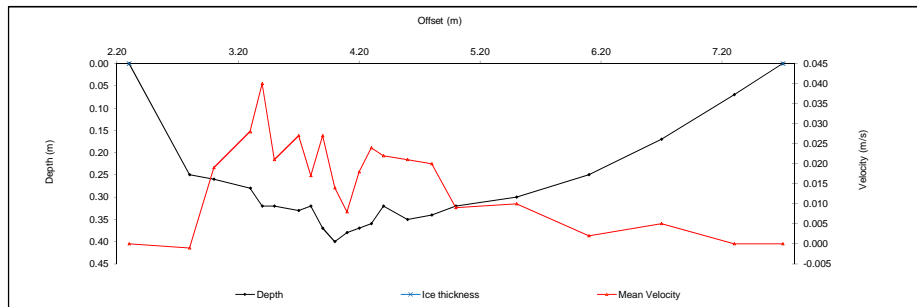 Offset (m)
2.20 3.20 4.20 5.20 6.20 7.20
0.00 0.045
0.05 0.040
0.10 0.035
0.15 0.030
0.20 0.025
0.25 0.020
0.30 0.015
0.35 0.010
0.40 0.005
0.45 0.000
-0.005
Depth (m)
Velocity (m/s)
Depth Ice thickness Mean Velocity